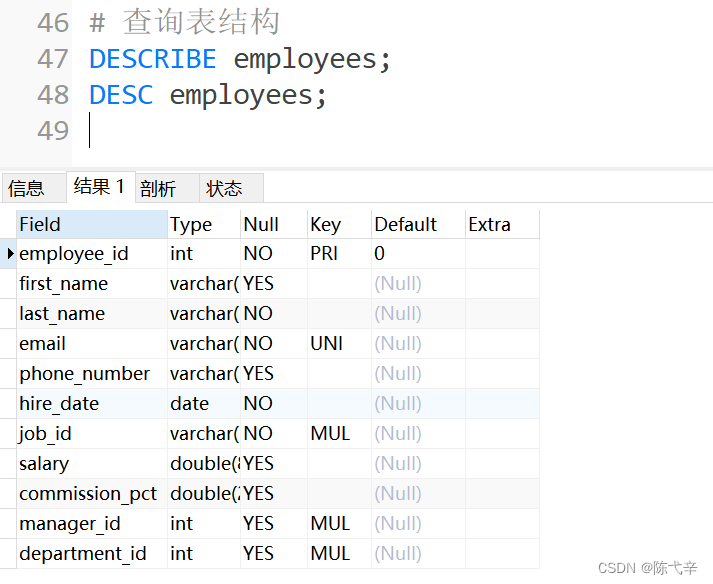 46 # 查询表结构
47 DESCRIBE employees;
48 DESC employees;
49
信息 结果 1 剖析 状态
Field Type Null Key Default Extra
employee_id int NO PRI 0
first_name varchar( YES (Null)
last_name varchar( NO (Null)
email varchar( NO UNI (Null)
phone_number varchar( YES (Null)
hire_date date NO (Null)
job_id varchar( NO MUL (Null)
salary double(8 YES (Null)
commission_pct double(2 YES (Null)
manager_id int YES MUL (Null)
department_id int YES MUL (Null)
CSDN @陈弋辛